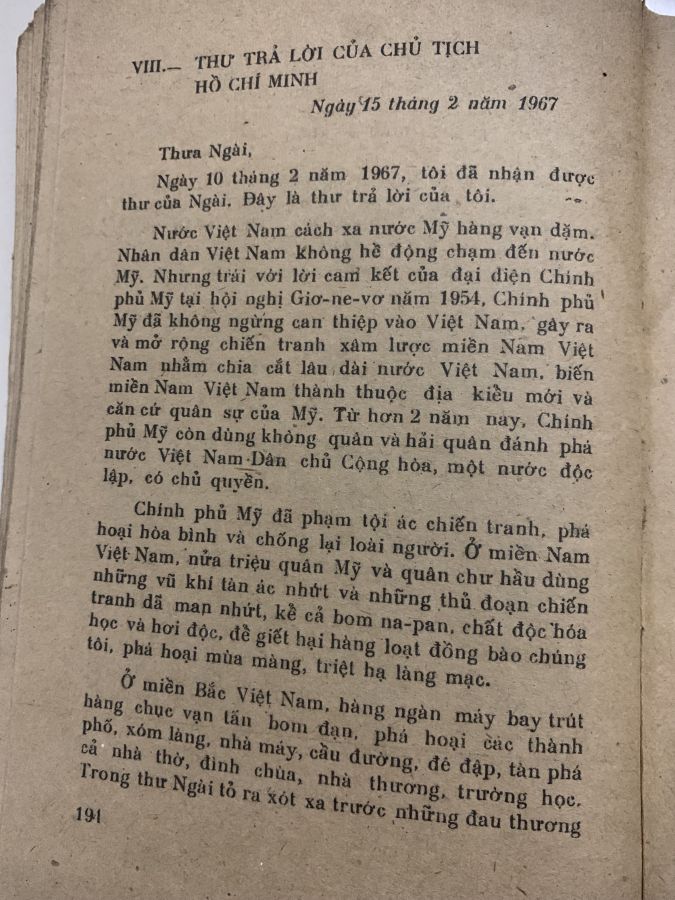 VIII.— THƯ TRẢ LỜI CỦA CHỦ TỊCH
HỒ CHÍ MINH
Ngày 15 tháng 2 năm 1967
Thưa Ngài,
Ngày 10 tháng 2 năm 1967, tôi đã nhận được
thư của Ngài. Đây là thư trả lời của tôi.
Nước Việt Nam cách xa nước Mỹ hàng vạn dặm.
Nhân dân Việt Nam không hề động chạm đến nước
Mỹ. Nhưng trái với lời cam kết của đại diện Chính
phủ Mỹ tại hội nghị Giơ-ne-vơ năm 1954, Chính phủ
Mỹ đã không ngừng can thiệp vào Việt Nam, gây ra
và mở rộng chiến tranh xâm lược miền Nam Việt
Nam nhằm chia cắt lâu dài nước Việt Nam, biến
miền Nam Việt Nam thành thuộc địa kiểu mới và
căn cứ quân sự của Mỹ. Từ hơn 2 năm nay, Chính
phủ Mỹ còn dùng không quân và hải quân đánh phá
nước Việt Nam Dân chủ Cộng hòa, một nước độc
lập, có chủ quyền.
Chính phủ Mỹ đã phạm tội ác chiến tranh, phá
hoại hòa bình và chống lại loài người. Ở miền Nam
Việt Nam, nửa triệu quân Mỹ và quân chư hầu dùng
những vũ khí tàn ác nhứt và những thủ đoạn chiến
tranh dã man nhứt, kể cả bom na-pan, chất độc hóa
học và hơi độc, để giết hại hàng loạt đồng bào chúng
tôi, phá hoại mùa màng, triệt hạ làng mạc.
Ở miền Bắc Việt Nam, hàng ngàn máy bay trút
hàng chục vạn tấn bom đạn, phá hoại các thành
phố, xóm làng, nhà máy, cầu đường, đê đập, tàn phá
cả nhà thờ, đình chùa, nhà thương, trường học.
Trong thư Ngài tỏ ra xót xa trước những đau thương
194